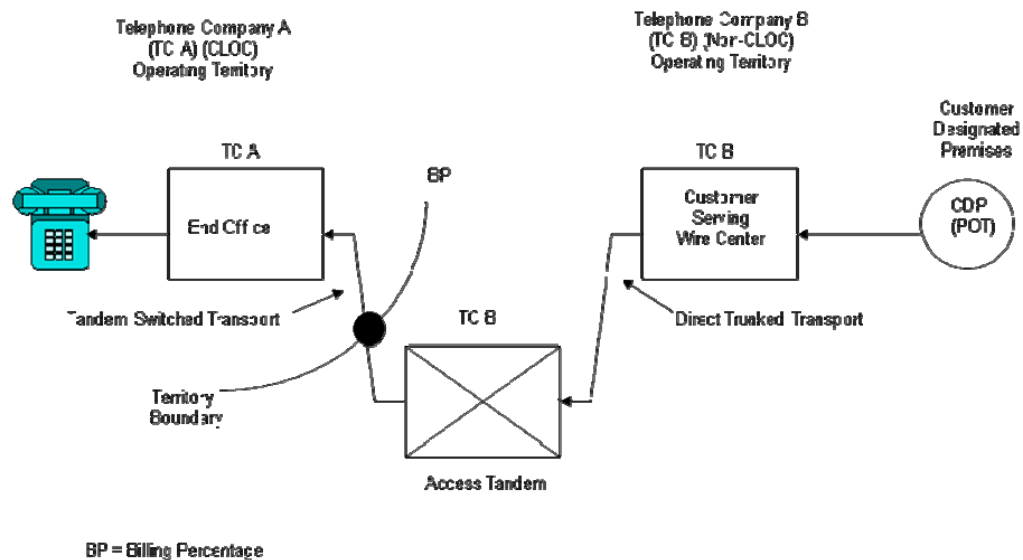 Telephone Company A
(TC A) (CLOC)
Operating Territory
Telephone Company B
(TC B) (Non-CLOC)
Operating Territory
Customer
Designated
Premises
TC A
BP
TC B
End Office
Customer
Serving
Wire Center
CDP
(POT)
Tandem Switched Transport
TC B
Direct Trunked Transport
Territory
Boundary
Access Tandem
BP = Billing Percentage